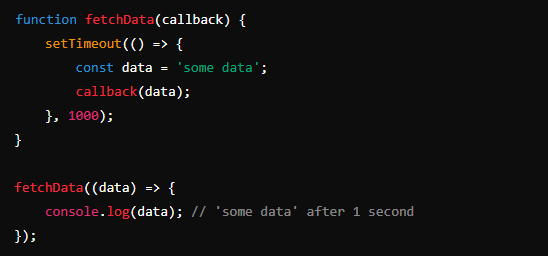 function fetchData(callback) {
    setTimeout(() => {
        const data = 'some data';
        callback(data);
    }, 1000);
}

fetchData((data) => {
    console.log(data); // 'some data' after 1 second
});